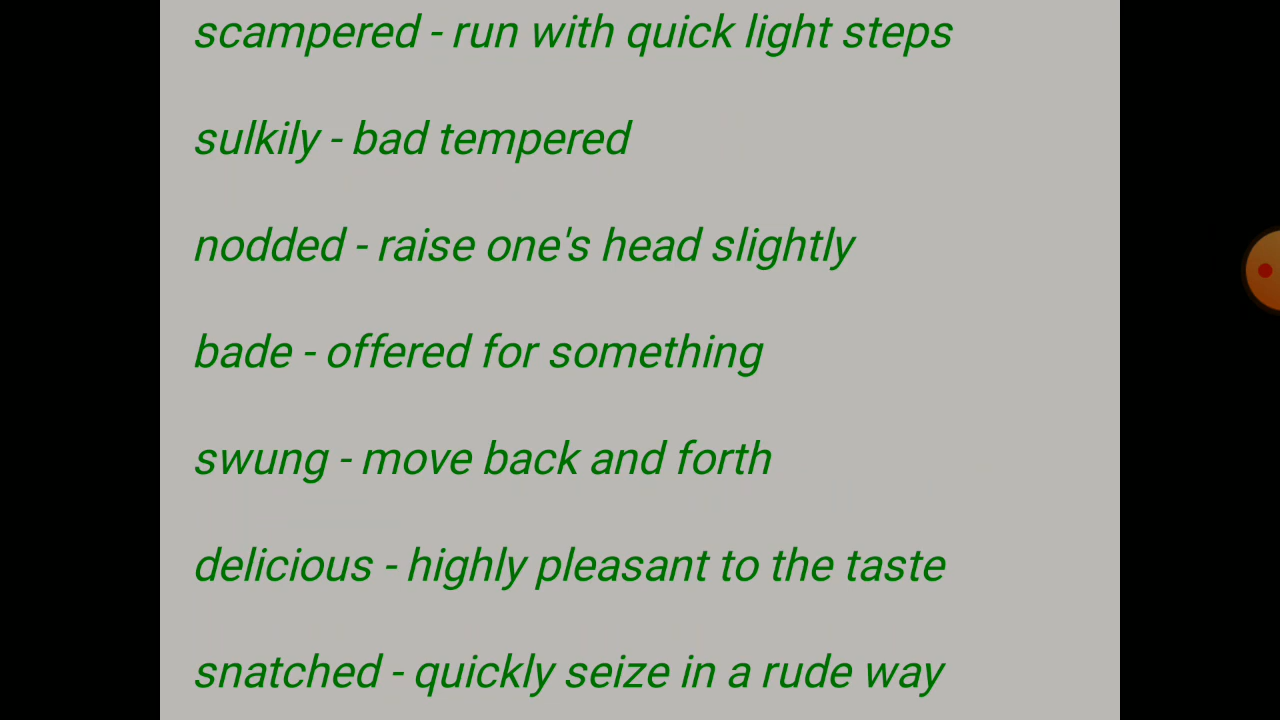 scampered - run with quick light steps
sulkily - bad tempered
nodded - raise one's head slightly
bade - offered for something
swung - move back and forth
delicious - highly pleasant to the taste
snatched - quickly seize in a rude way